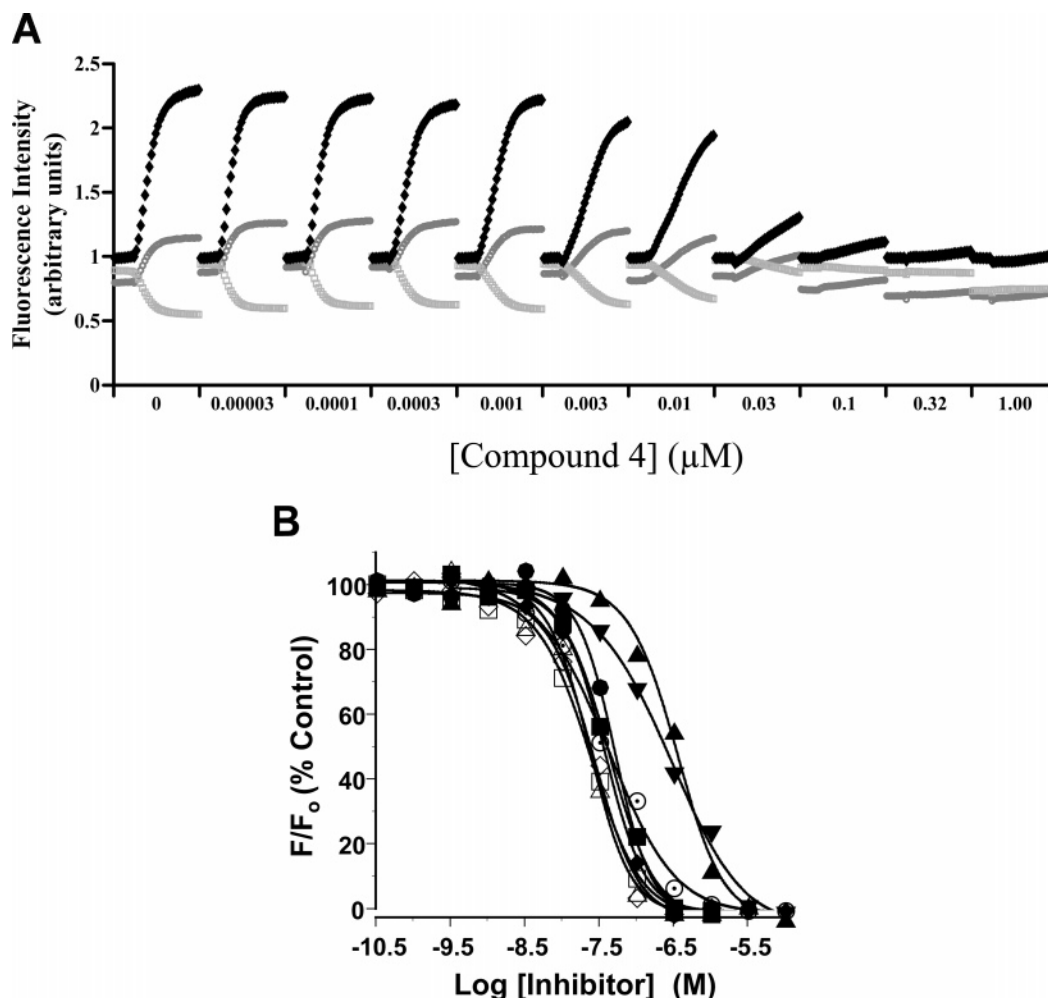 A
Fluorescence Intensity
(arbitrary units)
2.5
2
1.5
1
0.5
0
0 0.00003 0.0001 0.0003 0.001 0.003 0.01 0.03 0.1 0.32 1.00
[Compound 4] (µM)
B
F/Fo (% Control)
100
80
60
40
20
0
-10.5 -9.5 -8.5 -7.5 -6.5 -5.5
Log [Inhibitor] (M)